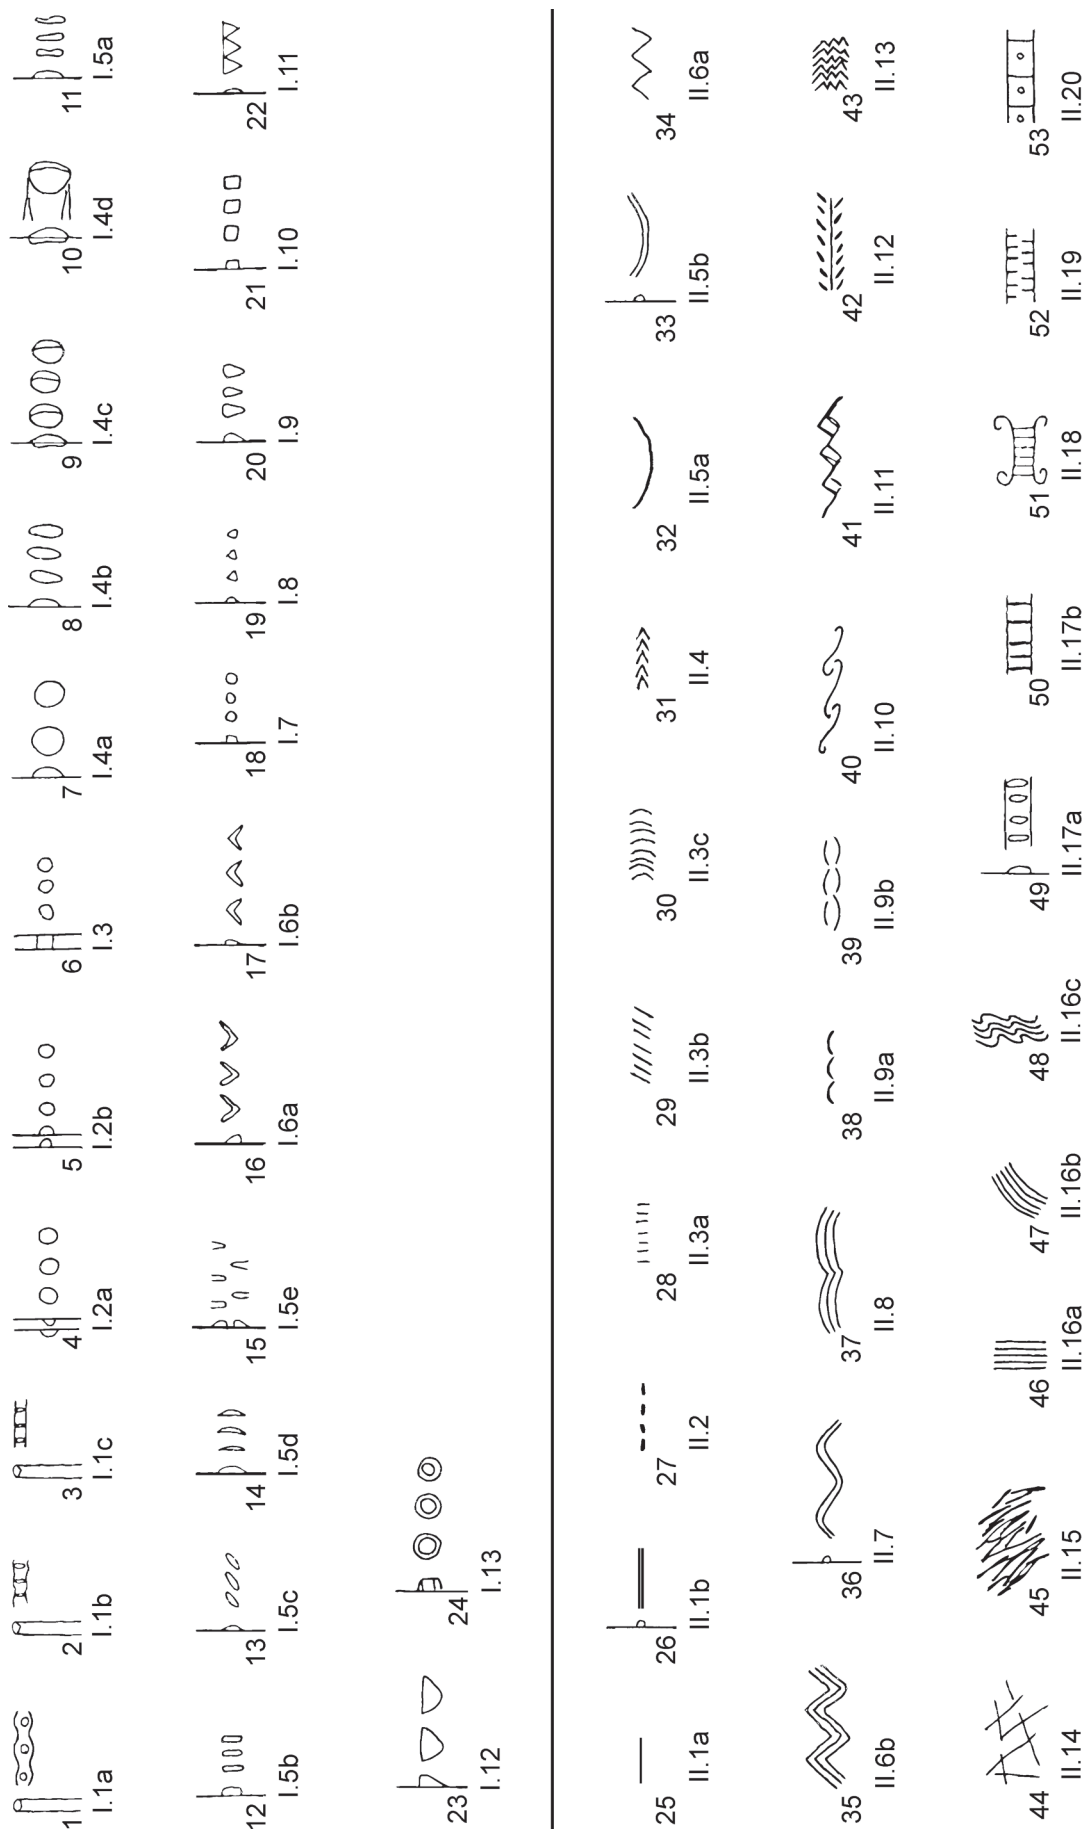 1 2 3 4 5 6 7 8 9 10 11
I.1a I.1b I.1c I.2a I.2b I.3 I.4a I.4b I.4c I.4d I.5a
12 13 14 15 16 17 18 19 20 21 22
I.5b I.5c I.5d I.5e I.6a I.6b I.7 I.8 I.9 I.10 I.11
23 24
I.12 I.13
25 26 27 28 29 30 31 32 33 34
II.1a II.1b II.2 II.3a II.3b II.3c II.4 II.5a II.5b II.6a
35 36 37 38 39 40 41 42 43
II.6b II.7 II.8 II.9a II.9b II.10 II.11 II.12 II.13
44 45 46 47 48 49 50 51 52 53
II.14 II.15 II.16a II.16b II.16c II.17a II.17b II.18 II.19 II.20